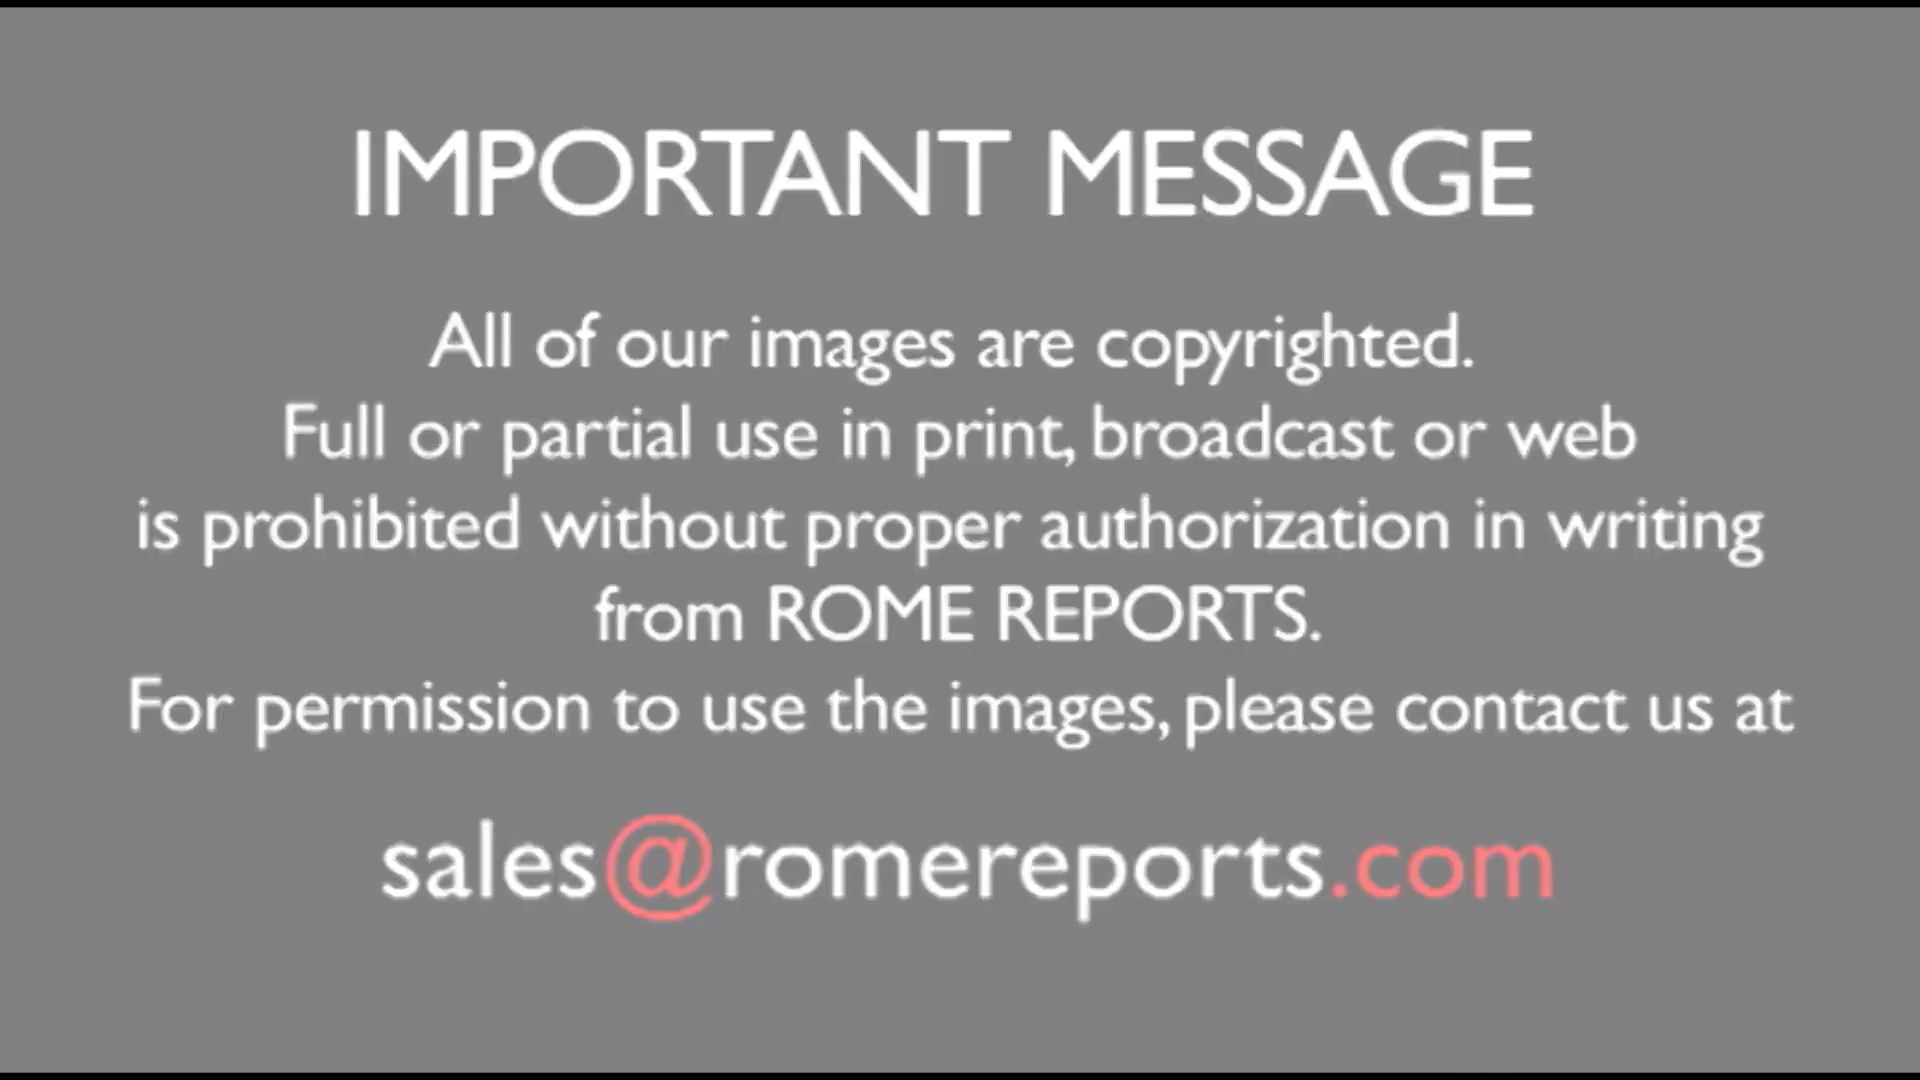 IMPORTANT MESSAGE
All of our images are copyrighted.
Full or partial use in print, broadcast or web
is prohibited without proper authorization in writing
from ROME REPORTS.
For permission to use the images, please contact us at
sales@romereports.com